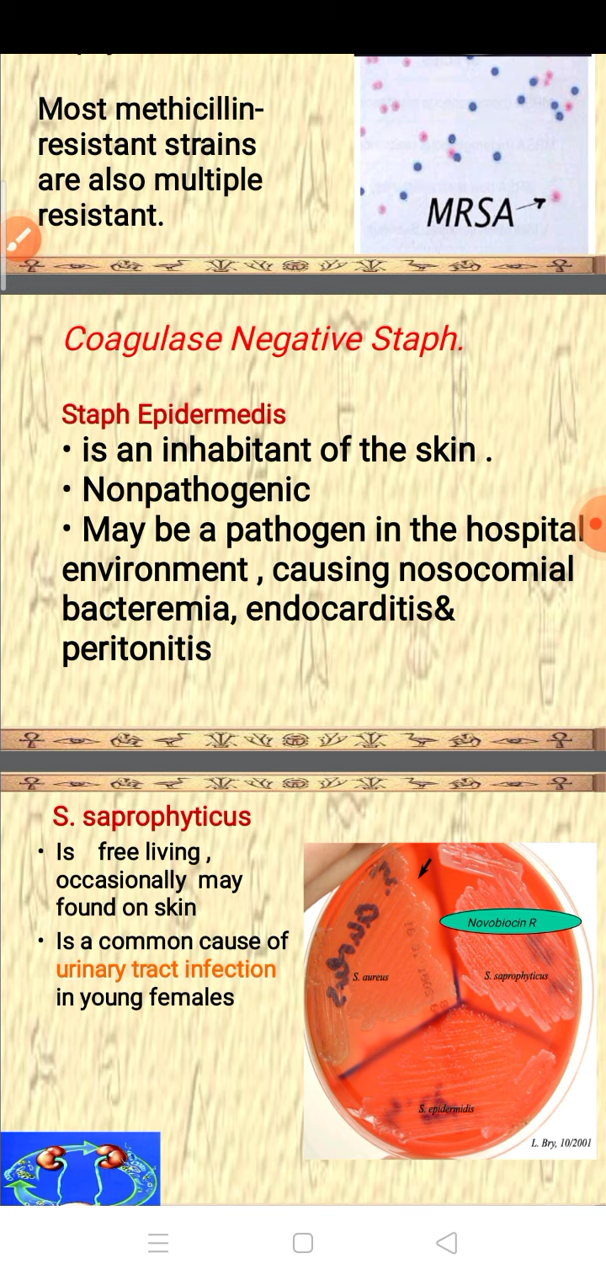 Most methicillin-
resistant strains
are also multiple
resistant.
MRSA
Coagulase Negative Staph.
Staph Epidermedis
• is an inhabitant of the skin .
• Nonpathogenic
• May be a pathogen in the hospital
environment , causing nosocomial
bacteremia, endocarditis&
peritonitis
S. saprophyticus
• Is free living ,
occasionally may
found on skin
• Is a common cause of
urinary tract infection
in young females
Novobiocin R
S. aureus
S. saprophyticus
S. epidermidis
L. Bry, 10/2001